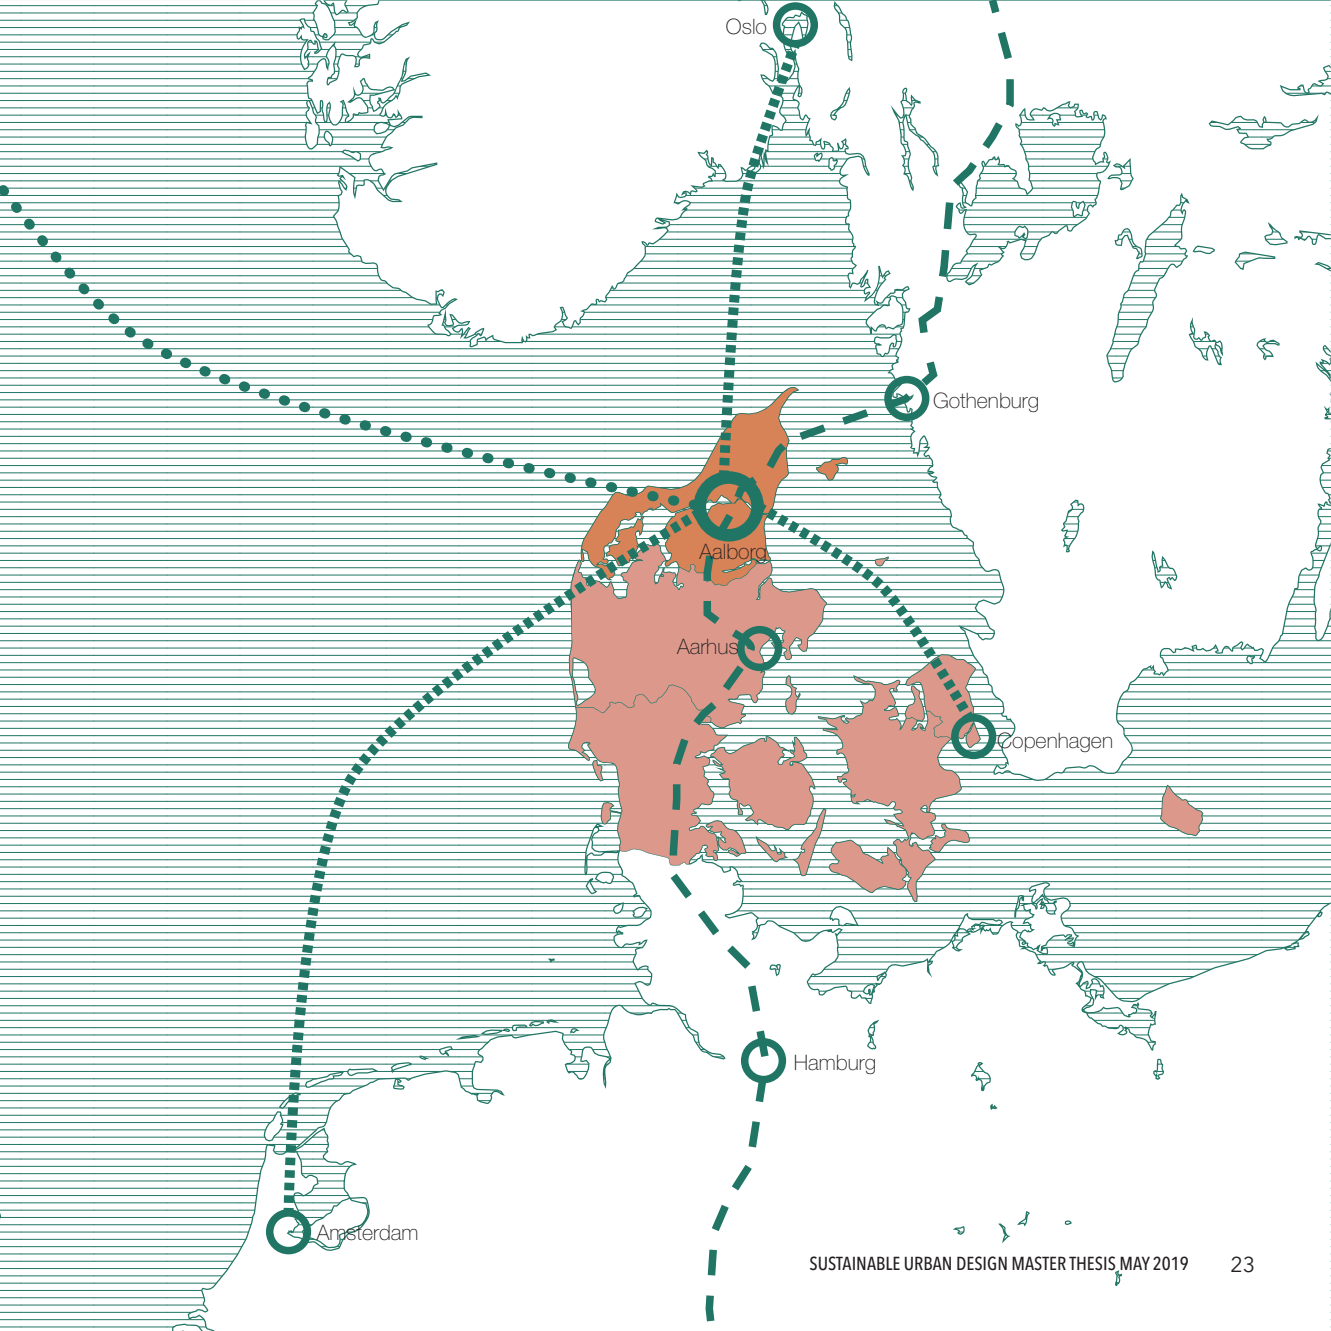 Oslo
Gothenburg
Aalborg
Aarhus
Copenhagen
Hamburg
Amsterdam
SUSTAINABLE URBAN DESIGN MASTER THESIS MAY 2019 23